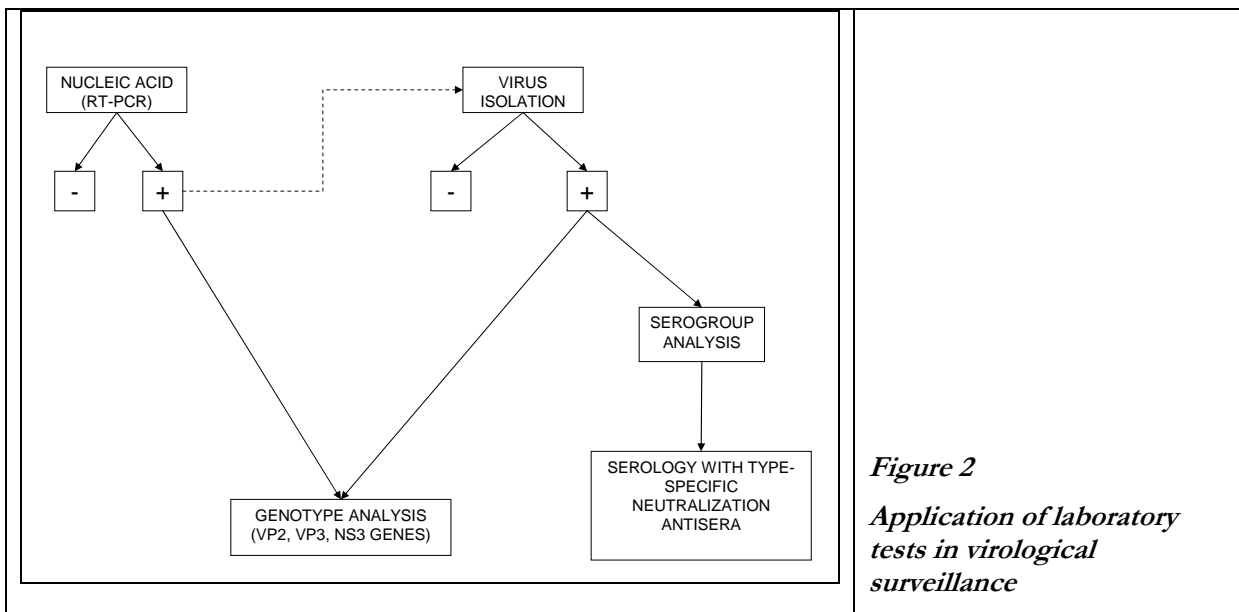 NUCLEIC ACID
(RT-PCR)
VIRUS
ISOLATION
-
+
-
+
SEROGROUP
ANALYSIS
SEROLOGY WITH TYPE-
SPECIFIC
NEUTRALIZATION
ANTISERA
GENOTYPE ANALYSIS
(VP2, VP3, NS3 GENES)
Figure 2
Application of laboratory
tests in virological
surveillance